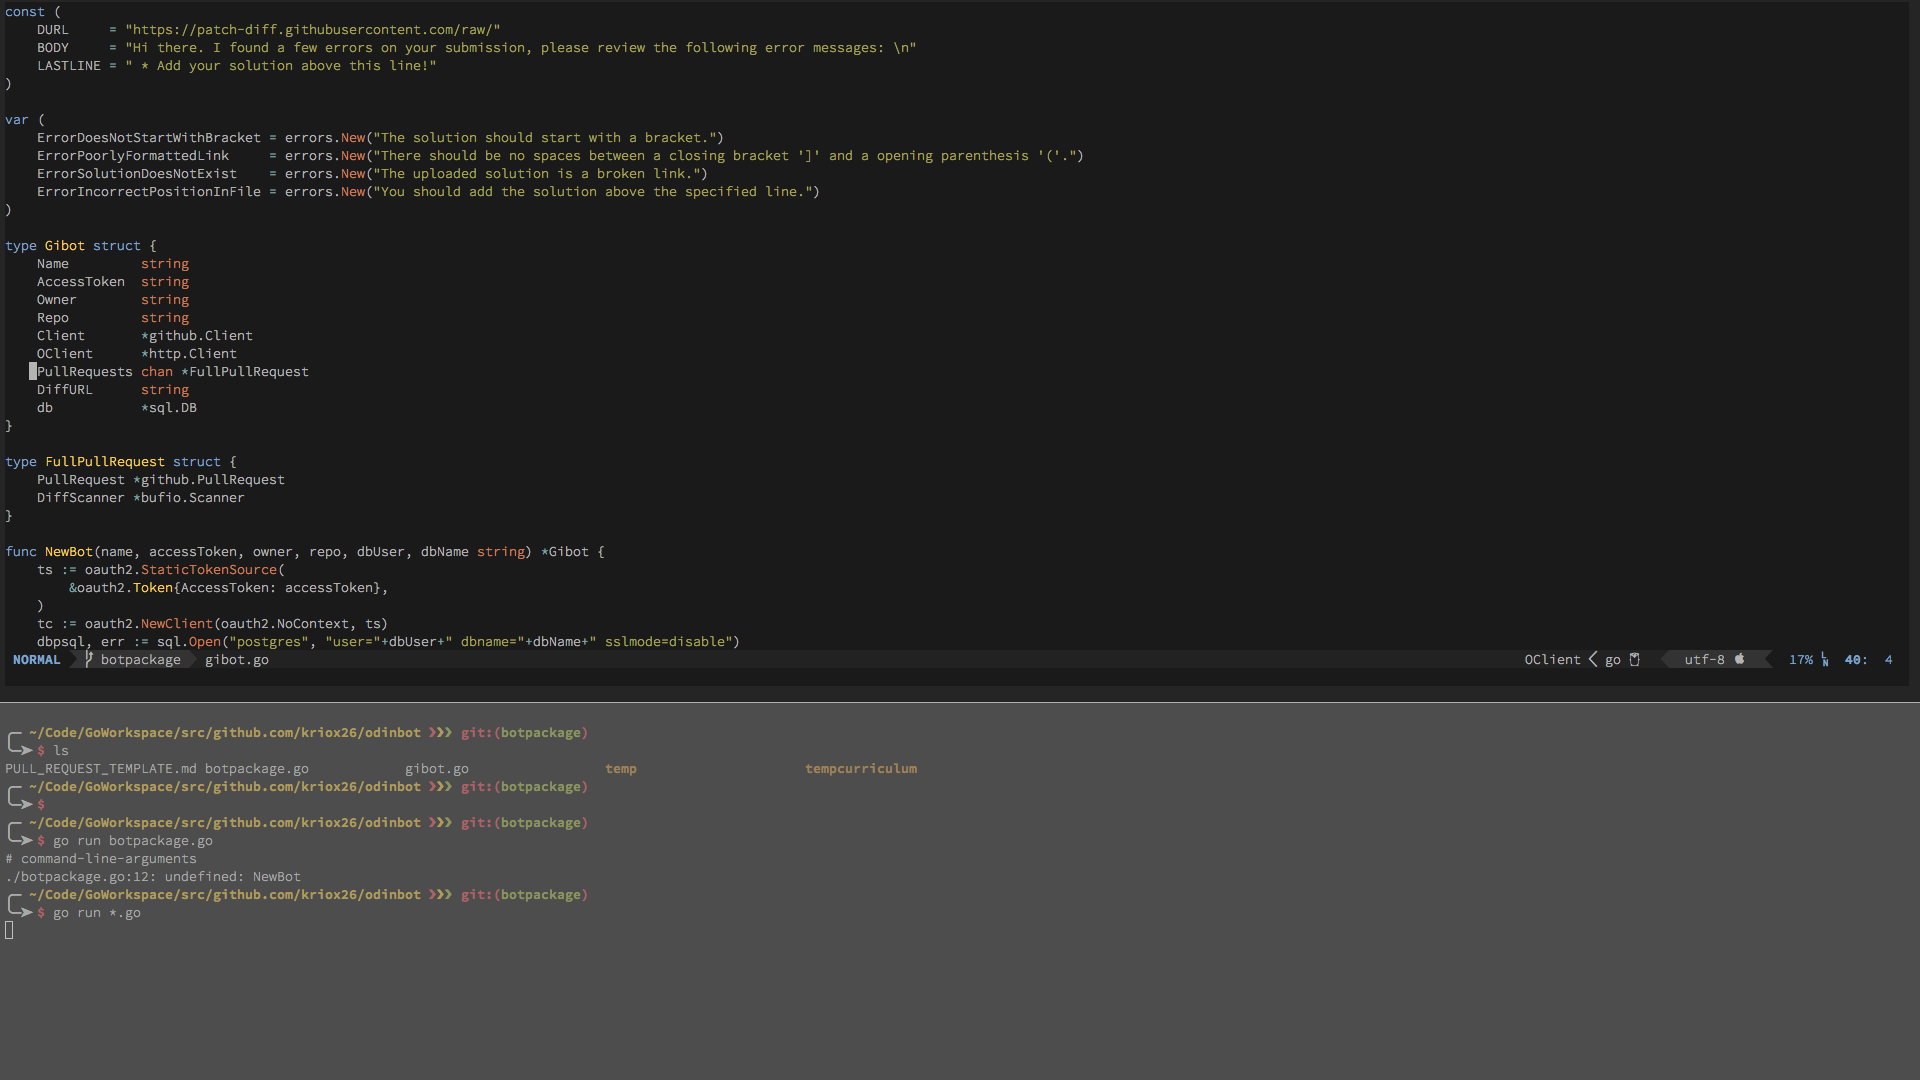 const (
    DURL     = "https://patch-diff.githubusercontent.com/raw/"
    BODY     = "Hi there. I found a few errors on your submission, please review the following error messages: \n"
    LASTLINE = " * Add your solution above this line!"
)

var (
    ErrorDoesNotStartWithBracket = errors.New("The solution should start with a bracket.")
    ErrorPoorlyFormattedLink     = errors.New("There should be no spaces between a closing bracket ']' and a opening parenthesis '('.")
    ErrorSolutionDoesNotExist    = errors.New("The uploaded solution is a broken link.")
    ErrorIncorrectPositionInFile = errors.New("You should add the solution above the specified line.")
)

type Gibot struct {
    Name         string
    AccessToken  string
    Owner        string
    Repo         string
    Client       *github.Client
    OClient      *http.Client
    PullRequests chan *FullPullRequest
    DiffURL      string
    db           *sql.DB
}

type FullPullRequest struct {
    PullRequest *github.PullRequest
    DiffScanner *bufio.Scanner
}

func NewBot(name, accessToken, owner, repo, dbUser, dbName string) *Gibot {
    ts := oauth2.StaticTokenSource(
        &oauth2.Token{AccessToken: accessToken},
    )
    tc := oauth2.NewClient(oauth2.NoContext, ts)
    dbpsql, err := sql.Open("postgres", "user="+dbUser+" dbname="+dbName+" sslmode=disable")
NORMAL botpackage gibot.go OClient go utf-8 17% LN 40: 4
~/Code/GoWorkspace/src/github.com/kriox26/odinbot ❯❯❯ git:(botpackage)
$ ls
PULL_REQUEST_TEMPLATE.md botpackage.go gibot.go temp tempcurriculum
~/Code/GoWorkspace/src/github.com/kriox26/odinbot ❯❯❯ git:(botpackage)
$
~/Code/GoWorkspace/src/github.com/kriox26/odinbot ❯❯❯ git:(botpackage)
$ go run botpackage.go
# command-line-arguments
./botpackage.go:12: undefined: NewBot
~/Code/GoWorkspace/src/github.com/kriox26/odinbot ❯❯❯ git:(botpackage)
$ go run *.go